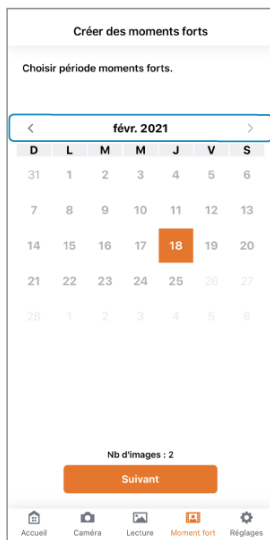 Créer des moments forts
Choisir période moments forts.
< févr. 2021 >
D L M M J V S
31 1 2 3 4 5 6
7 8 9 10 11 12 13
14 15 16 17 18 19 20
21 22 23 24 25 26 27
28 1 2 3 4 5 6
Nb d'images : 2
Suivant
Accueil Caméra Lecture Moment fort Réglages